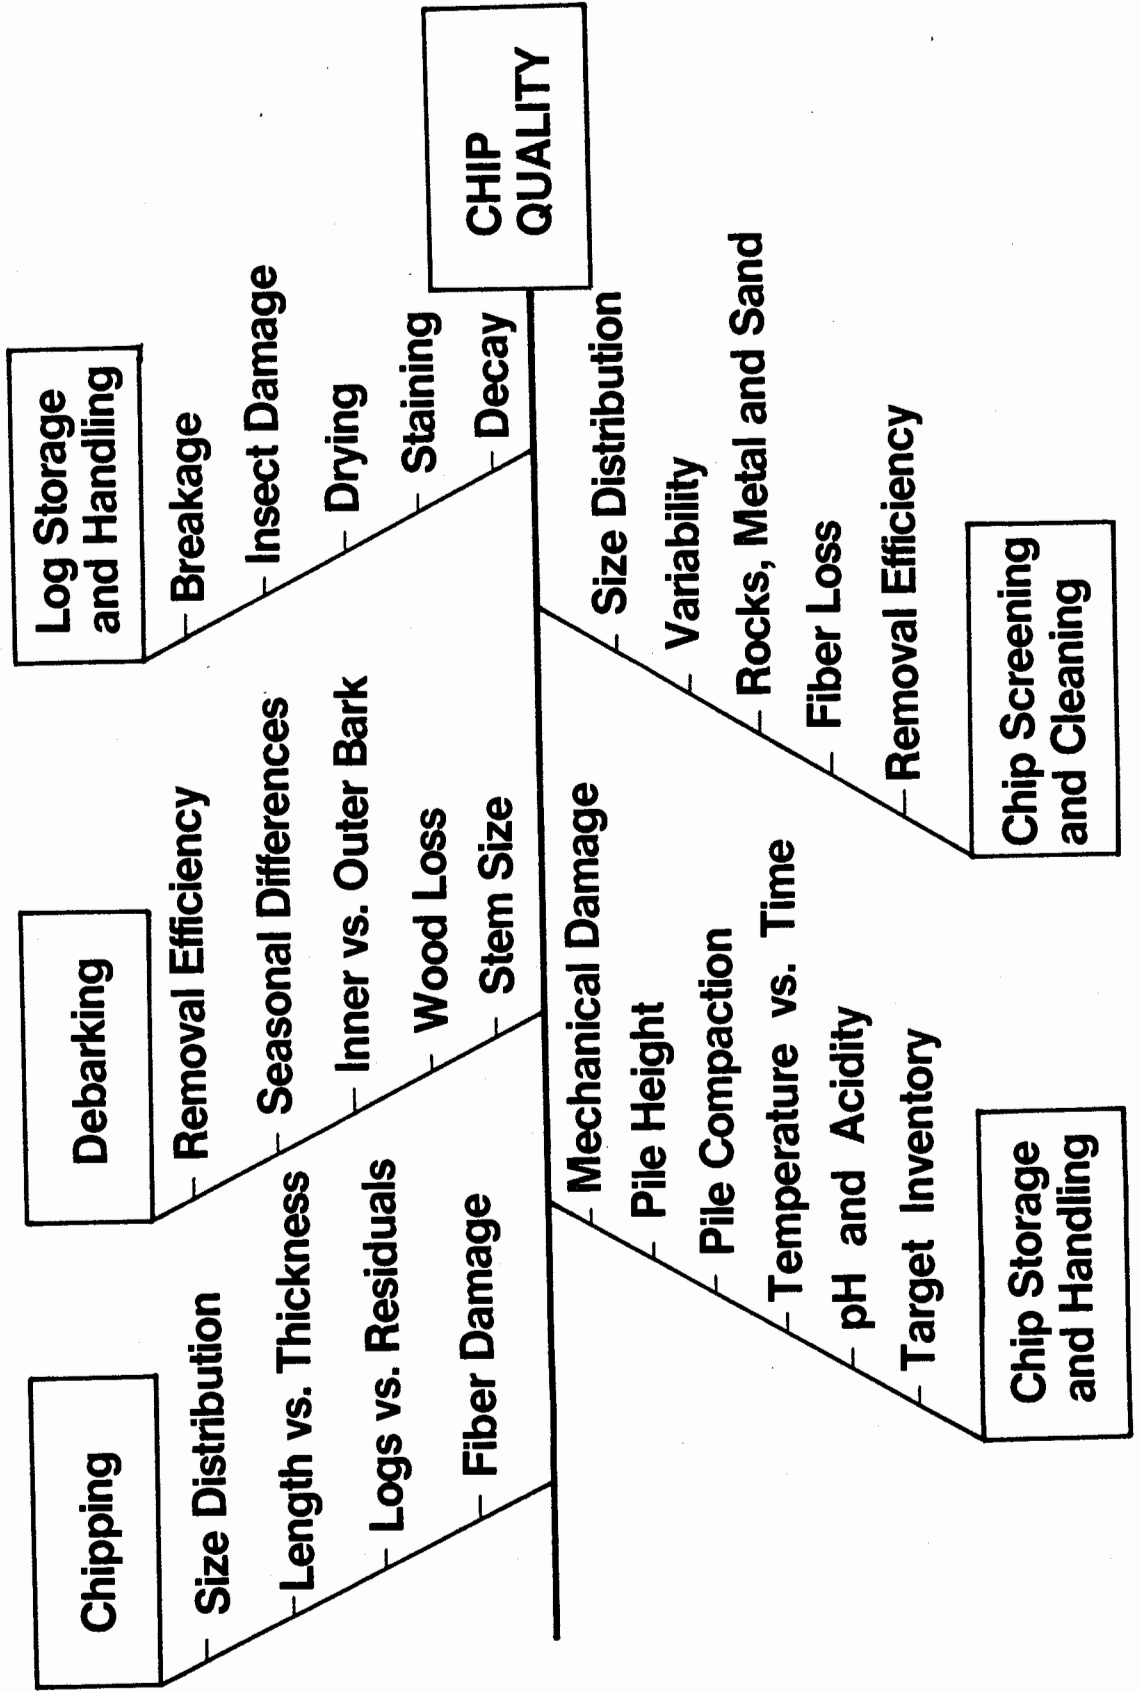 Chipping
Size Distribution
Length vs. Thickness
Logs vs. Residuals
Fiber Damage
Debarking
Removal Efficiency
Seasonal Differences
Inner vs. Outer Bark
Wood Loss
Stem Size
Log Storage
and Handling
Breakage
Insect Damage
Drying
Staining
Decay
CHIP
QUALITY
Mechanical Damage
Pile Height
Pile Compaction
Temperature vs. Time
pH and Acidity
Target Inventory
Chip Storage
and Handling
Size Distribution
Variability
Rocks, Metal and Sand
Fiber Loss
Removal Efficiency
Chip Screening
and Cleaning